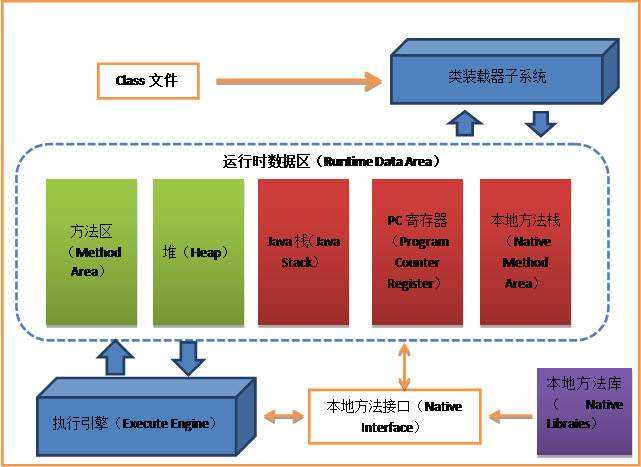 Class 文件
类装载器子系统
运行时数据区（Runtime Data Area）
方法区
（Method
Area）
堆（Heap）
Java 栈(Java
Stack）
PC 寄存器
（Program
Counter
Register）
本地方法栈
（Native
Method
Area）
执行引擎（Execute Engine）
本地方法接口（Native
Interface）
本地方法库
（ Native
Libraies）